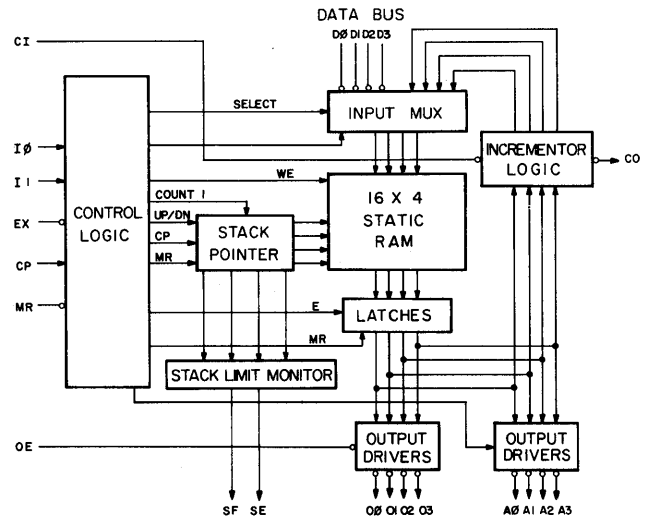 DATA BUS
DØ D1 D2 D3
CI
SELECT
INPUT MUX
IØ
I1
EX
CP
MR
CONTROL
LOGIC
WE
COUNT 1
UP/DN
CP
MR
STACK
POINTER
16 X 4
STATIC
RAM
INCREMENTOR
LOGIC
CO
E
LATCHES
MR
STACK LIMIT MONITOR
OE
OUTPUT
DRIVERS
OUTPUT
DRIVERS
SF SE OØ O1 O2 O3 AØ A1 A2 A3